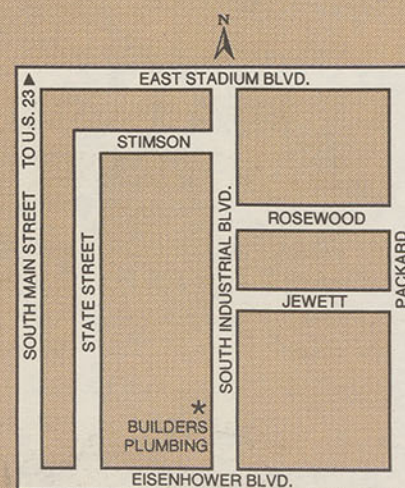 N
EAST STADIUM BLVD.
TO U.S. 23
STIMSON
SOUTH MAIN STREET
STATE STREET
SOUTH INDUSTRIAL BLVD.
ROSEWOOD
PACKARD
JEWETT
*
BUILDERS
PLUMBING
EISENHOWER BLVD.